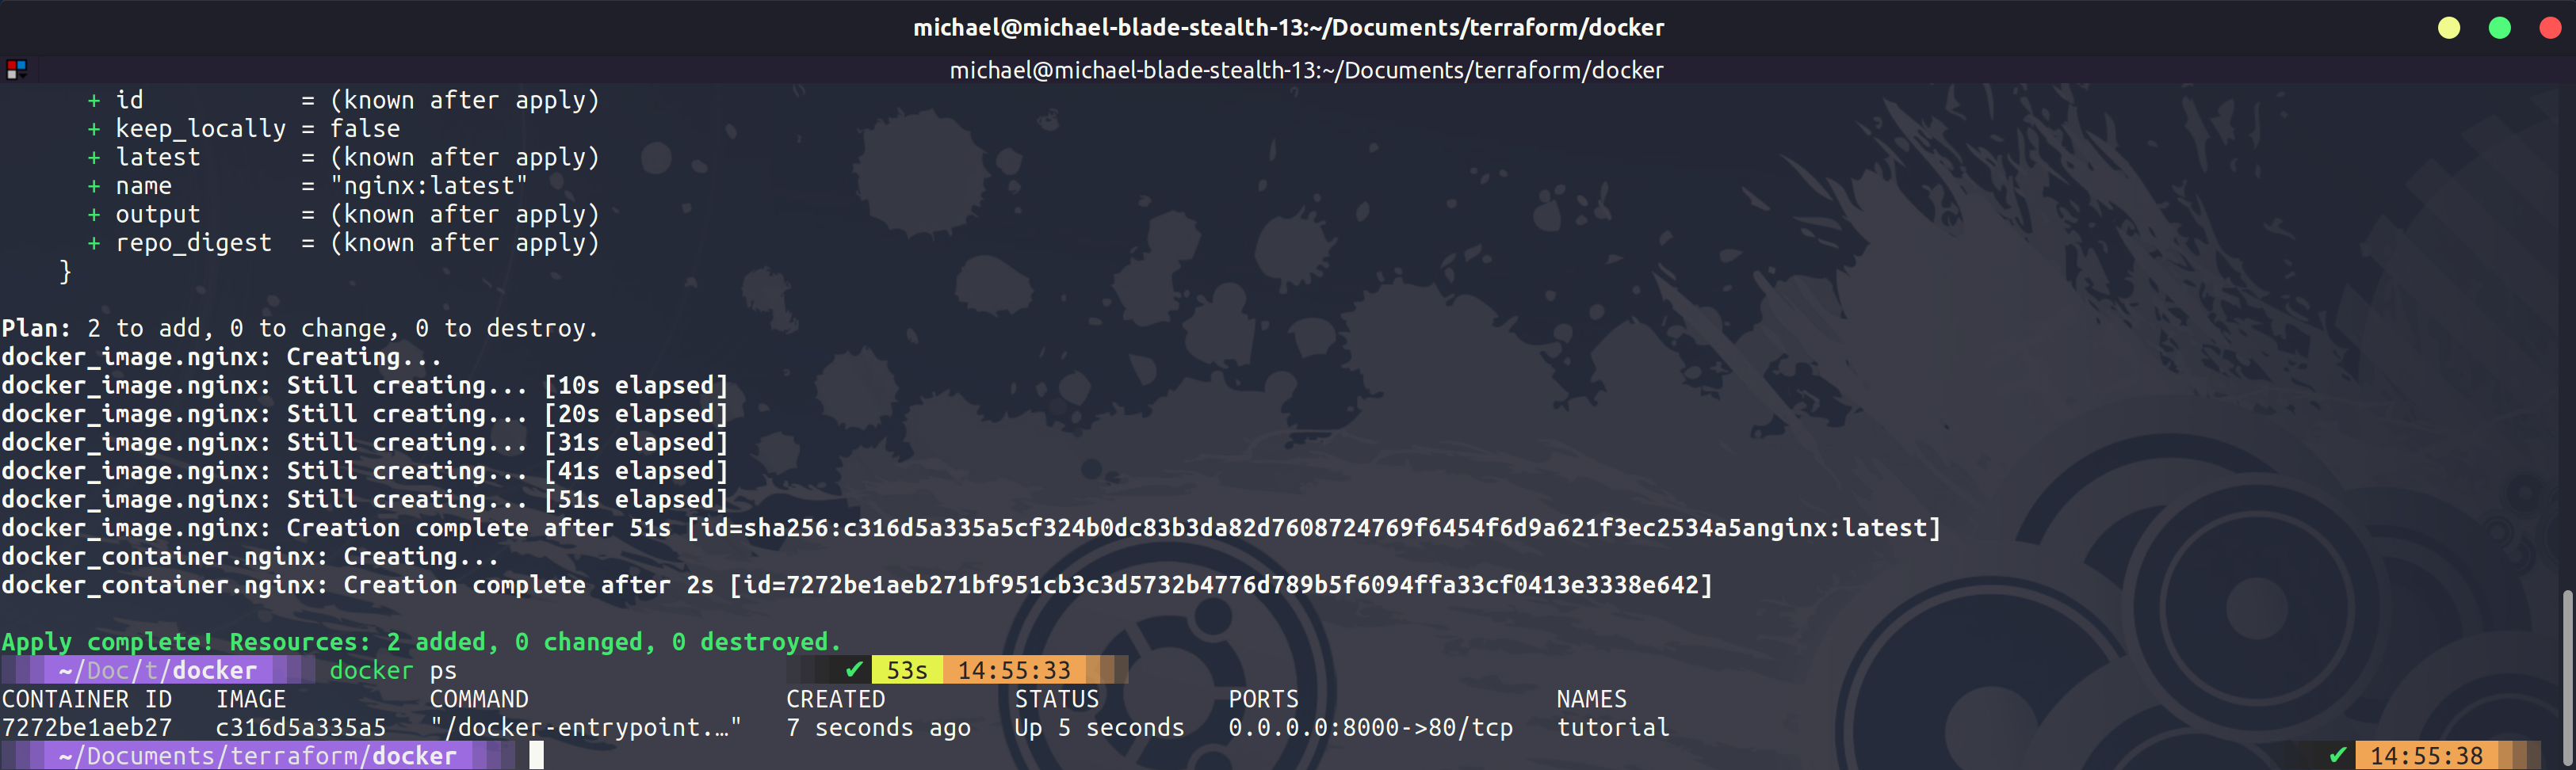 michael@michael-blade-stealth-13:~/Documents/terraform/docker
michael@michael-blade-stealth-13:~/Documents/terraform/docker
+ id           = (known after apply)
+ keep_locally = false
+ latest       = (known after apply)
+ name         = "nginx:latest"
+ output       = (known after apply)
+ repo_digest  = (known after apply)
}
Plan: 2 to add, 0 to change, 0 to destroy.
docker_image.nginx: Creating...
docker_image.nginx: Still creating... [10s elapsed]
docker_image.nginx: Still creating... [20s elapsed]
docker_image.nginx: Still creating... [31s elapsed]
docker_image.nginx: Still creating... [41s elapsed]
docker_image.nginx: Still creating... [51s elapsed]
docker_image.nginx: Creation complete after 51s [id=sha256:c316d5a335a5cf324b0dc83b3da82d7608724769f6454f6d9a621f3ec2534a5anginx:latest]
docker_container.nginx: Creating...
docker_container.nginx: Creation complete after 2s [id=7272be1aeb271bf951cb3c3d5732b4776d789b5f6094ffa33cf0413e3338e642]
Apply complete! Resources: 2 added, 0 changed, 0 destroyed.
~/Doc/t/docker docker ps ✔ 53s 14:55:33
CONTAINER ID   IMAGE          COMMAND                  CREATED         STATUS         PORTS                  NAMES
7272be1aeb27   c316d5a335a5   "/docker-entrypoint.…"   7 seconds ago   Up 5 seconds   0.0.0.0:8000->80/tcp   tutorial
~/Documents/terraform/docker ✔ 14:55:38